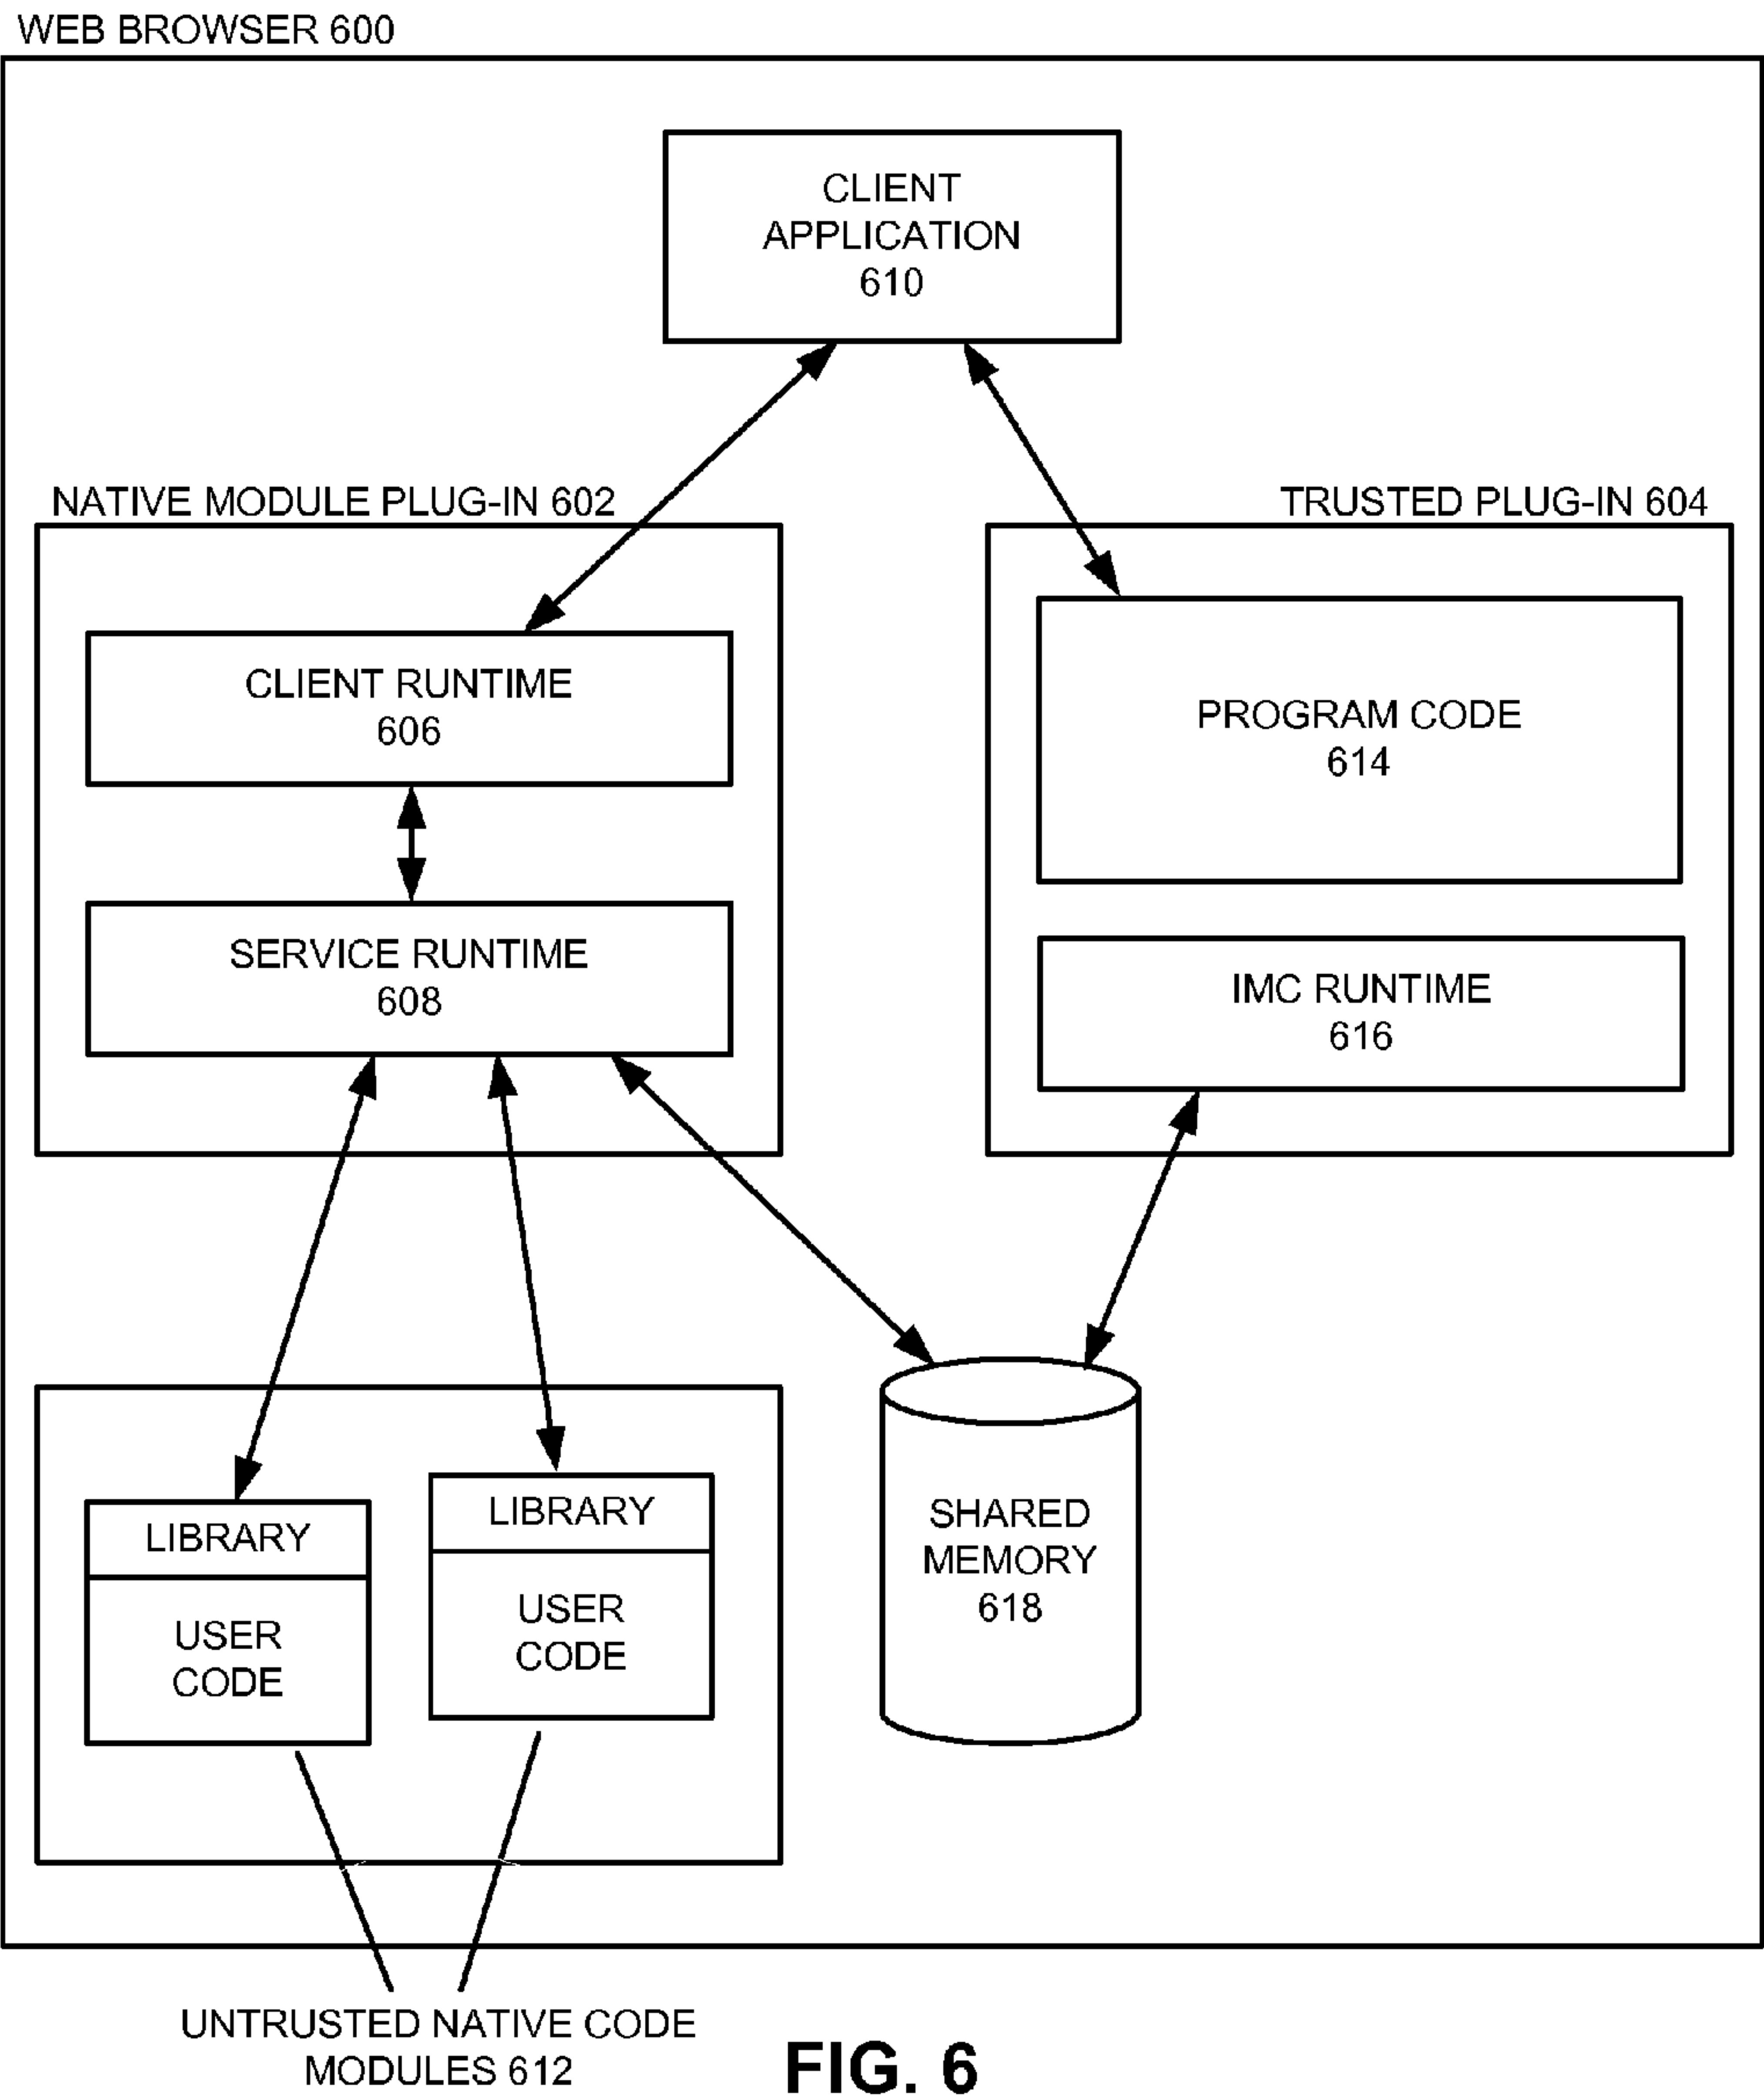 WEB BROWSER 600
CLIENT
APPLICATION
610
NATIVE MODULE PLUG-IN 602
TRUSTED PLUG-IN 604
CLIENT RUNTIME
606
PROGRAM CODE
614
SERVICE RUNTIME
608
IMC RUNTIME
616
LIBRARY
USER
CODE
LIBRARY
USER
CODE
SHARED
MEMORY
618
UNTRUSTED NATIVE CODE
MODULES 612
FIG. 6